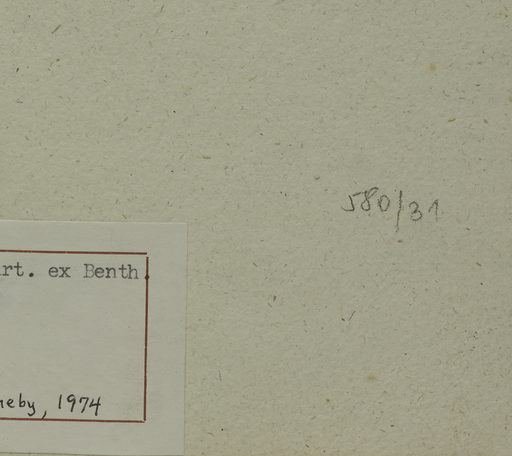 580/31
rt. ex Benth.
neby, 1974